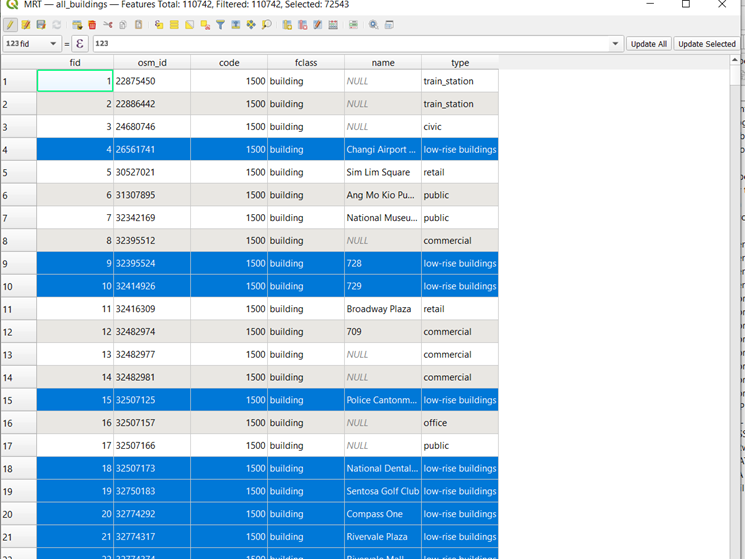 MRT — all_buildings — Features Total: 110742, Filtered: 110742, Selected: 72543
123 fid = ε 123 Update All Update Selected
fid osm_id code fclass name type
1 1 22875450 1500 building NULL train_station
2 2 22886442 1500 building NULL train_station
3 3 24680746 1500 building NULL civic
4 4 26561741 1500 building Changi Airport ... low-rise buildings
5 5 30527021 1500 building Sim Lim Square retail
6 6 31307895 1500 building Ang Mo Kio Pu... public
7 7 32342169 1500 building National Museu... public
8 8 32395512 1500 building NULL commercial
9 9 32395524 1500 building 728 low-rise buildings
10 10 32414926 1500 building 729 low-rise buildings
11 11 32416309 1500 building Broadway Plaza retail
12 12 32482974 1500 building 709 commercial
13 13 32482977 1500 building NULL commercial
14 14 32482981 1500 building NULL commercial
15 15 32507125 1500 building Police Cantonm... low-rise buildings
16 16 32507157 1500 building NULL office
17 17 32507166 1500 building NULL public
18 18 32507173 1500 building National Dental... low-rise buildings
19 19 32750183 1500 building Sentosa Golf Club low-rise buildings
20 20 32774292 1500 building Compass One low-rise buildings
21 21 32774317 1500 building Rivervale Plaza low-rise buildings